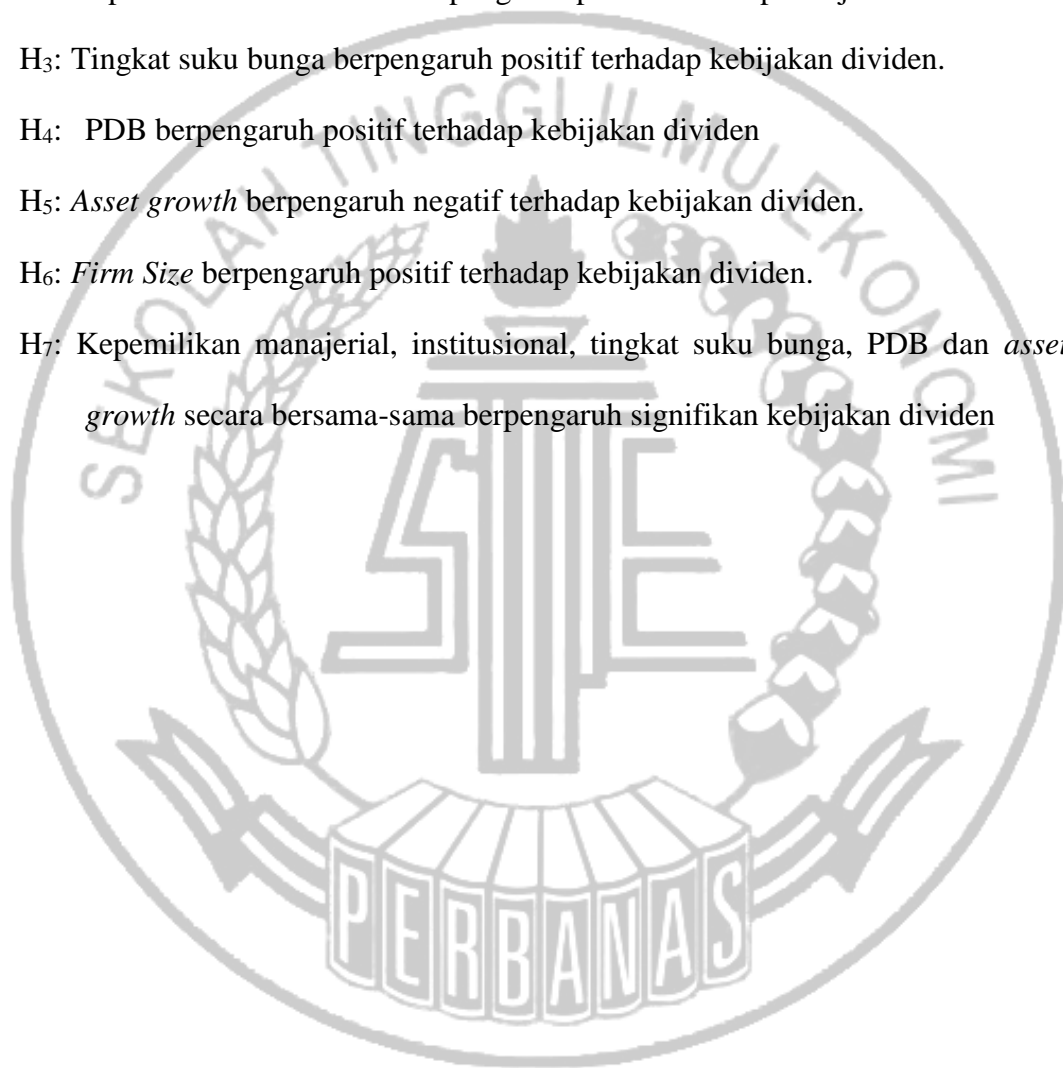 H₃: Tingkat suku bunga berpengaruh positif terhadap kebijakan dividen.
H₄: PDB berpengaruh positif terhadap kebijakan dividen
H₅: Asset growth berpengaruh negatif terhadap kebijakan dividen.
H₆: Firm Size berpengaruh positif terhadap kebijakan dividen.
H₇: Kepemilikan manajerial, institusional, tingkat suku bunga, PDB dan asset
growth secara bersama-sama berpengaruh signifikan kebijakan dividen
SEKOLAH TINGGI ILMU EKONOMI
STIE
PERBANAS